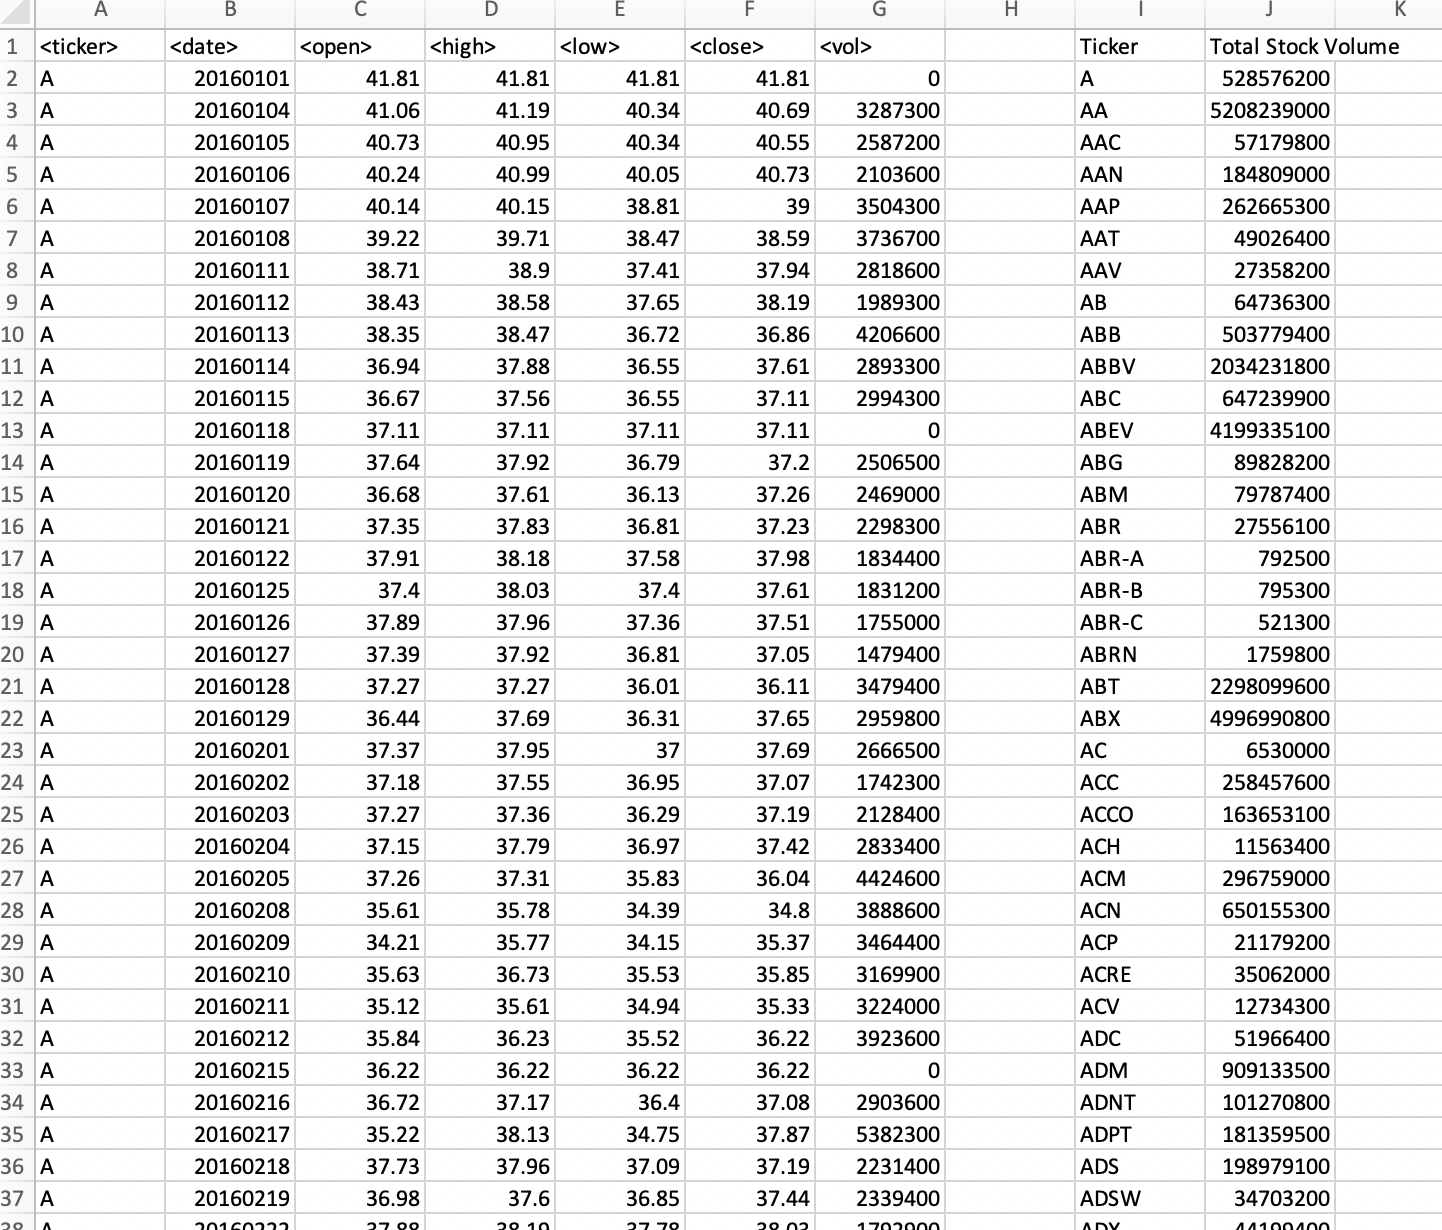 A B C D E F G H I J K
1 <ticker> <date> <open> <high> <low> <close> <vol> Ticker Total Stock Volume
2 A 20160101 41.81 41.81 41.81 41.81 0 A 528576200
3 A 20160104 41.06 41.19 40.34 40.69 3287300 AA 5208239000
4 A 20160105 40.73 40.95 40.34 40.55 2587200 AAC 57179800
5 A 20160106 40.24 40.99 40.05 40.73 2103600 AAN 184809000
6 A 20160107 40.14 40.15 38.81 39 3504300 AAP 262665300
7 A 20160108 39.22 39.71 38.47 38.59 3736700 AAT 49026400
8 A 20160111 38.71 38.9 37.41 37.94 2818600 AAV 27358200
9 A 20160112 38.43 38.58 37.65 38.19 1989300 AB 64736300
10 A 20160113 38.35 38.47 36.72 36.86 4206600 ABB 503779400
11 A 20160114 36.94 37.88 36.55 37.61 2893300 ABBV 2034231800
12 A 20160115 36.67 37.56 36.55 37.11 2994300 ABC 647239900
13 A 20160118 37.11 37.11 37.11 37.11 0 ABEV 4199335100
14 A 20160119 37.64 37.92 36.79 37.2 2506500 ABG 89828200
15 A 20160120 36.68 37.61 36.13 37.26 2469000 ABM 79787400
16 A 20160121 37.35 37.83 36.81 37.23 2298300 ABR 27556100
17 A 20160122 37.91 38.18 37.58 37.98 1834400 ABR-A 792500
18 A 20160125 37.4 38.03 37.4 37.61 1831200 ABR-B 795300
19 A 20160126 37.89 37.96 37.36 37.51 1755000 ABR-C 521300
20 A 20160127 37.39 37.92 36.81 37.05 1479400 ABRN 1759800
21 A 20160128 37.27 37.27 36.01 36.11 3479400 ABT 2298099600
22 A 20160129 36.44 37.69 36.31 37.65 2959800 ABX 4996990800
23 A 20160201 37.37 37.95 37 37.69 2666500 AC 6530000
24 A 20160202 37.18 37.55 36.95 37.07 1742300 ACC 258457600
25 A 20160203 37.27 37.36 36.29 37.19 2128400 ACCO 163653100
26 A 20160204 37.15 37.79 36.97 37.42 2833400 ACH 11563400
27 A 20160205 37.26 37.31 35.83 36.04 4424600 ACM 296759000
28 A 20160208 35.61 35.78 34.39 34.8 3888600 ACN 650155300
29 A 20160209 34.21 35.77 34.15 35.37 3464400 ACP 21179200
30 A 20160210 35.63 36.73 35.53 35.85 3169900 ACRE 35062000
31 A 20160211 35.12 35.61 34.94 35.33 3224000 ACV 12734300
32 A 20160212 35.84 36.23 35.52 36.22 3923600 ADC 51966400
33 A 20160215 36.22 36.22 36.22 36.22 0 ADM 909133500
34 A 20160216 36.72 37.17 36.4 37.08 2903600 ADNT 101270800
35 A 20160217 35.22 38.13 34.75 37.87 5382300 ADPT 181359500
36 A 20160218 37.73 37.96 37.09 37.19 2231400 ADS 198979100
37 A 20160219 36.98 37.6 36.85 37.44 2339400 ADSW 34703200